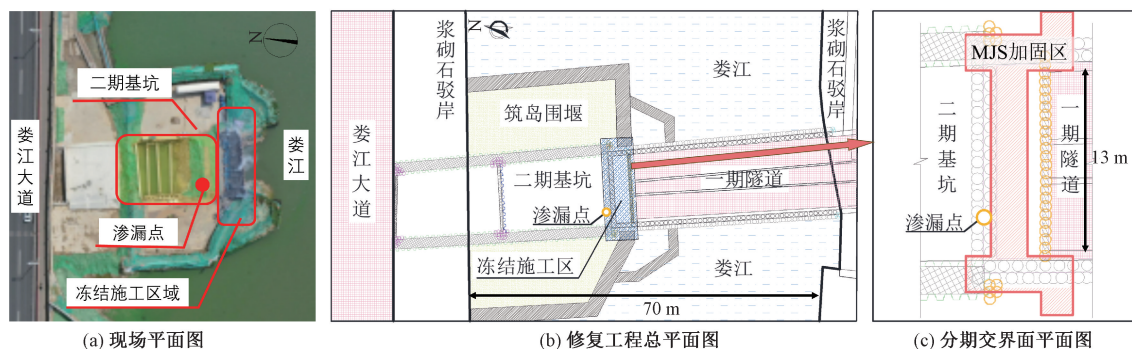 N
二期基坑
娄江大道
娄江
渗漏点
冻结施工区域
(a) 现场平面图
N
浆砌石驳岸
娄江
浆砌石驳岸
筑岛围堰
娄江大道
二期基坑
一期隧道
渗漏点
冻结施工区
娄江
70 m
(b) 修复工程总平面图
MJS加固区
二期基坑
一期隧道
13 m
渗漏点
(c) 分期交界面平面图